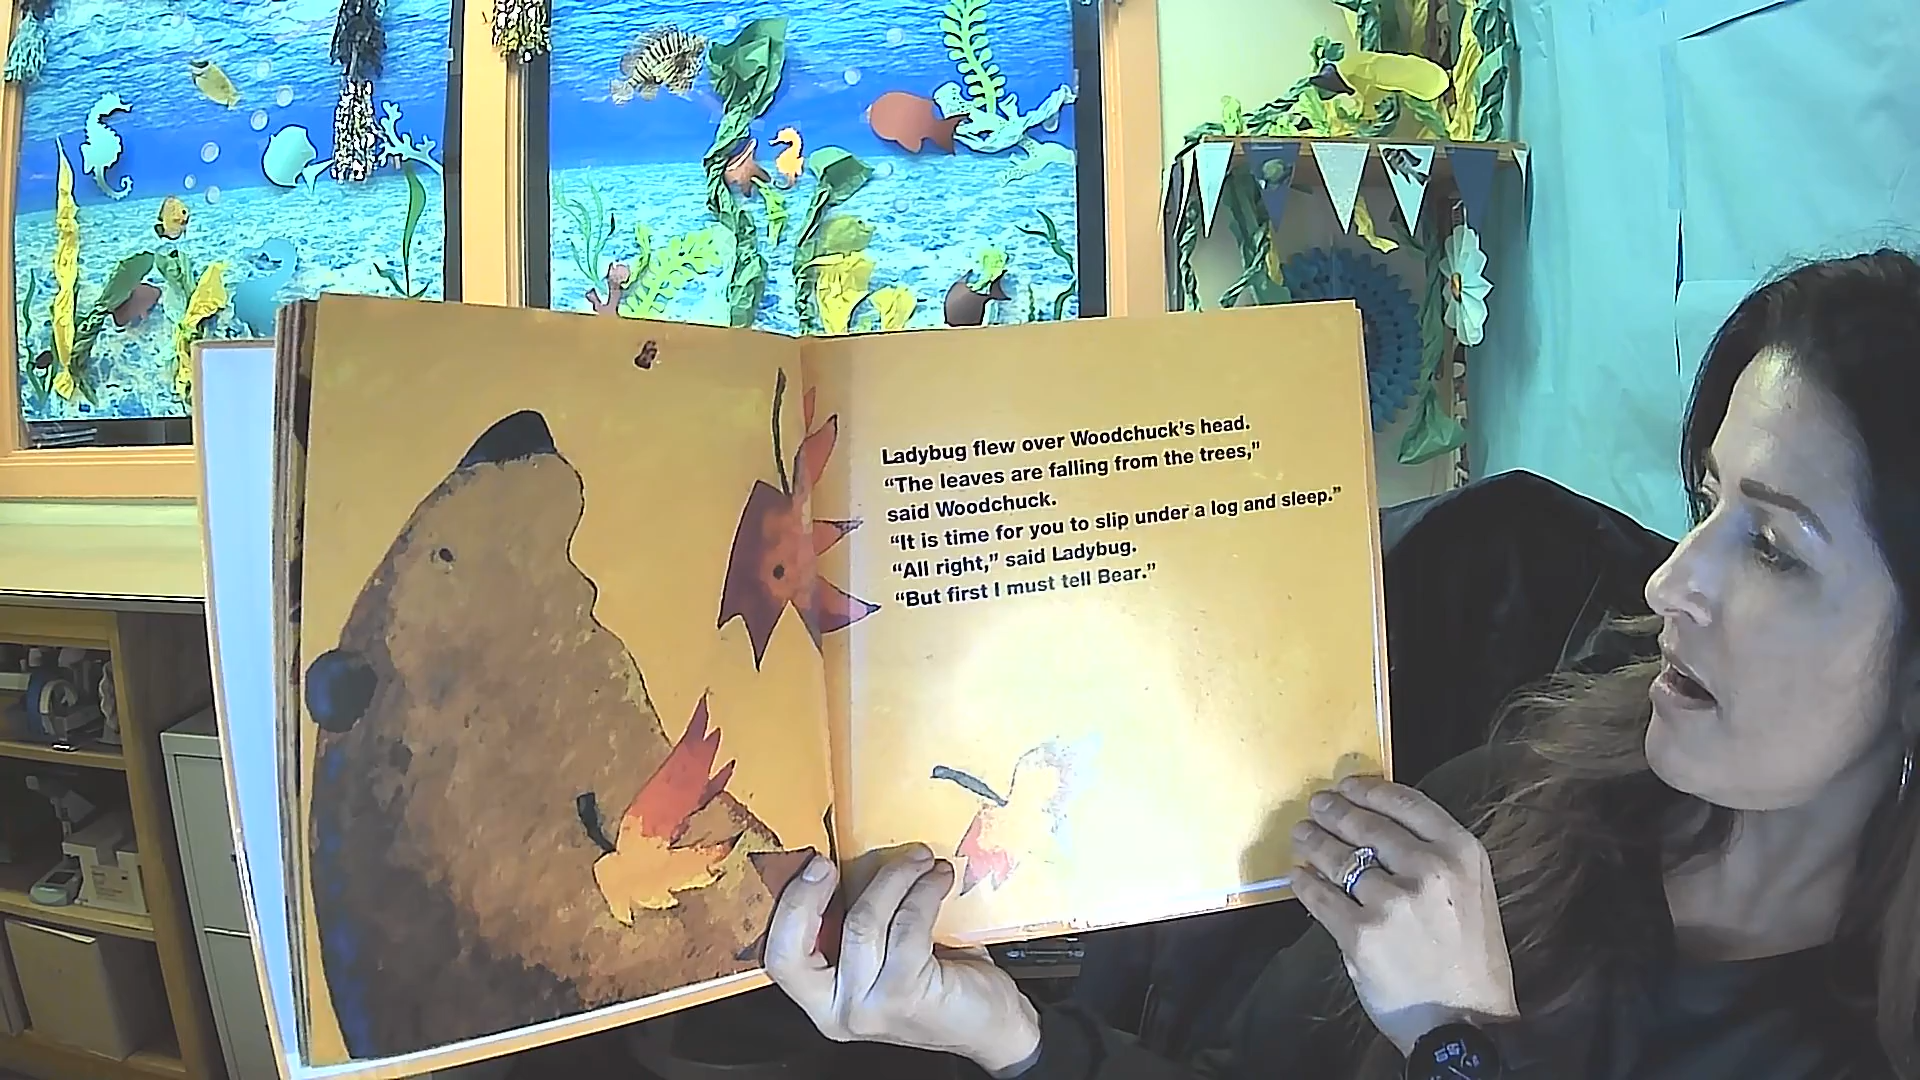 Ladybug flew over Woodchuck's head.
“The leaves are falling from the trees,”
said Woodchuck.
“It is time for you to slip under a log and sleep.”
“All right,” said Ladybug.
“But first I must tell Bear.”